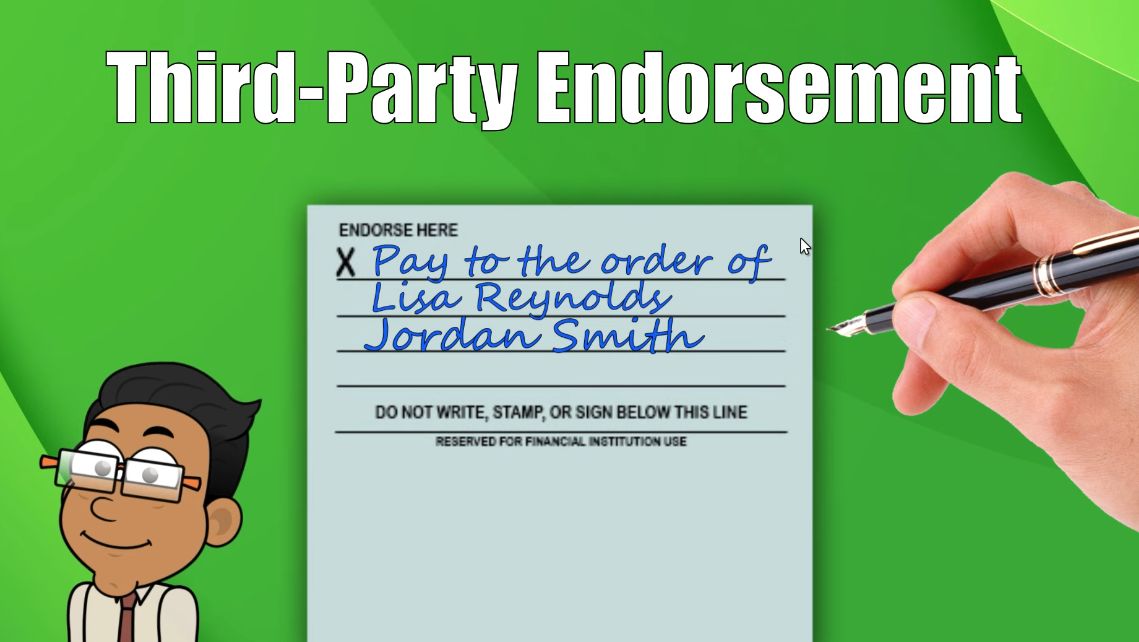 Third-Party Endorsement
ENDORSE HERE
X Pay to the order of
Lisa Reynolds
Jordan Smith
DO NOT WRITE, STAMP, OR SIGN BELOW THIS LINE
RESERVED FOR FINANCIAL INSTITUTION USE